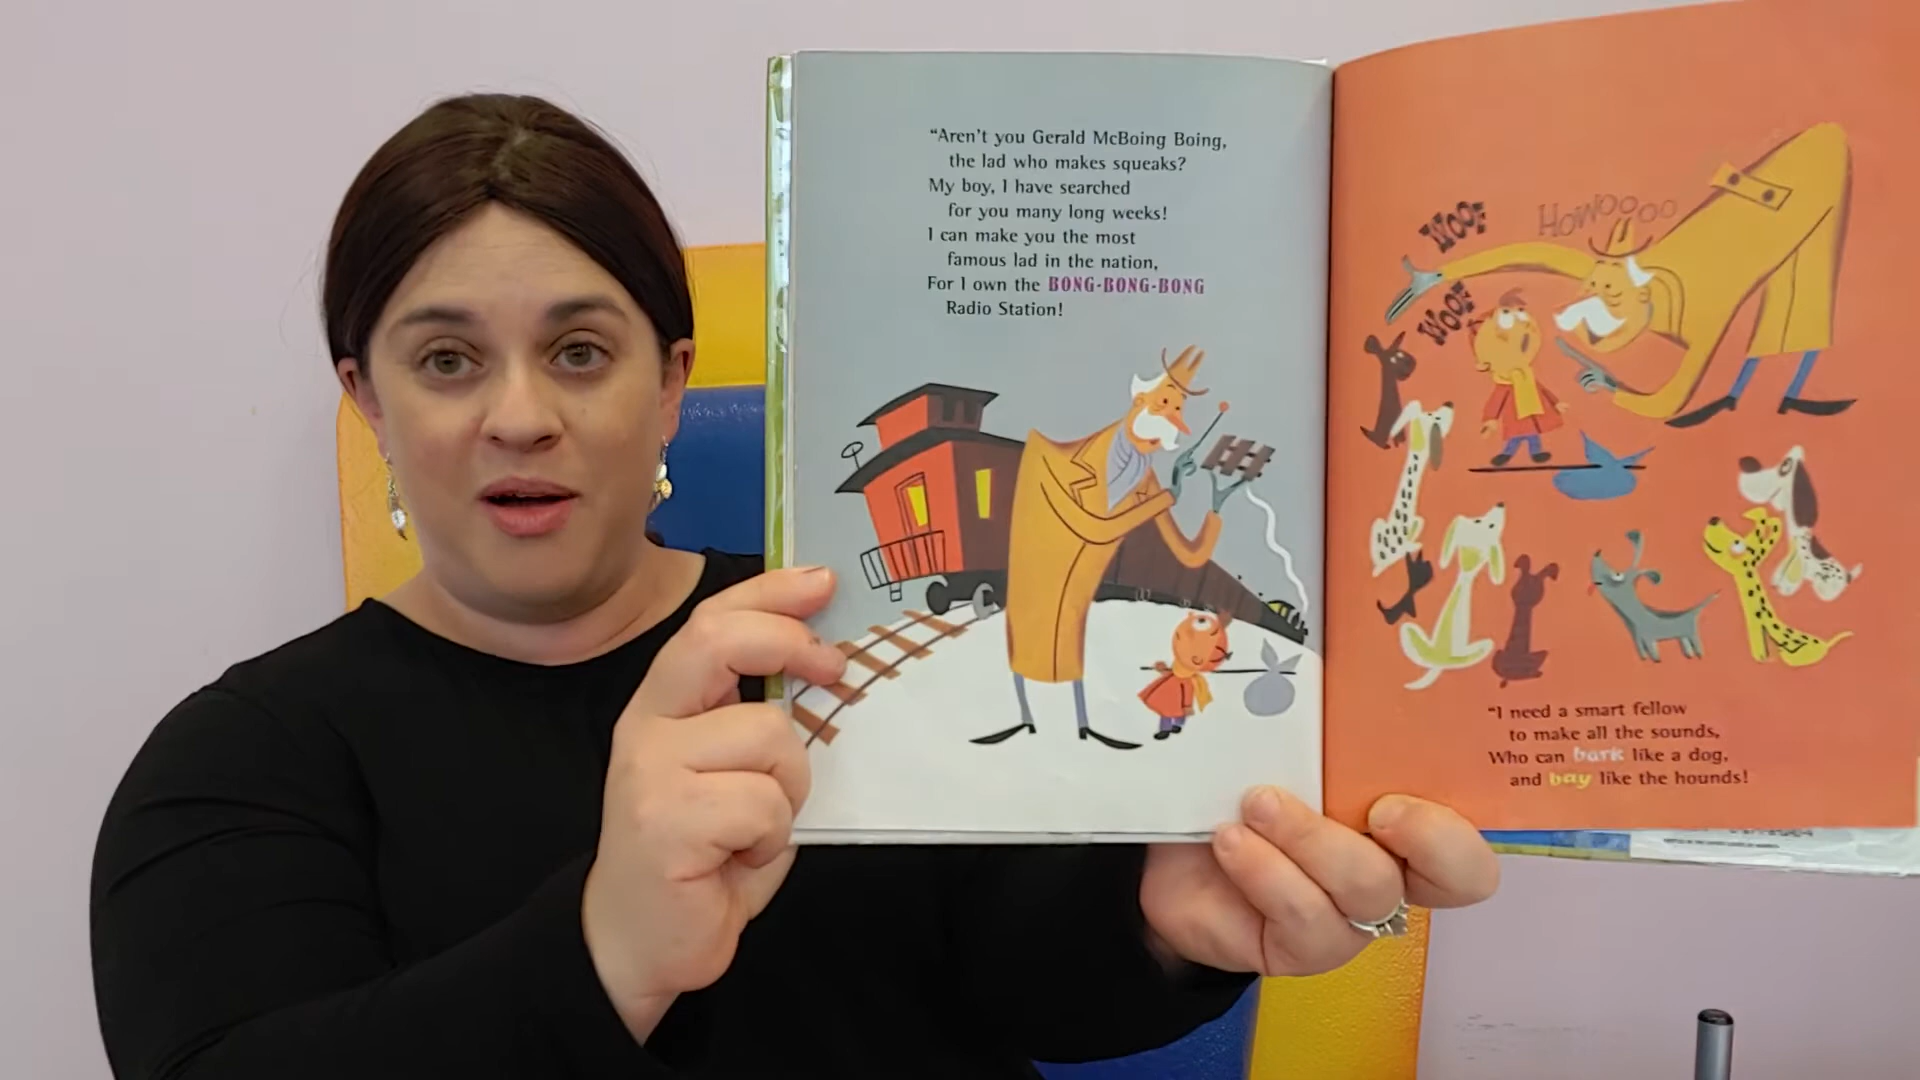 “Aren’t you Gerald McBoing Boing,
the lad who makes squeaks?
My boy, I have searched
for you many long weeks!
I can make you the most
famous lad in the nation,
For I own the BONG-BONG-BONG
Radio Station!
WOOF
HOWOOOOOO
WOOF
“I need a smart fellow
to make all the sounds,
Who can bark like a dog,
and bay like the hounds!